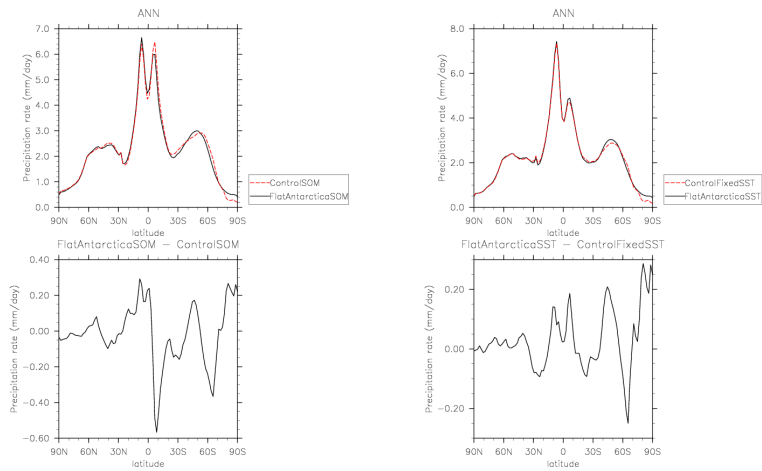 ANN
Precipitation rate (mm/day)
7.0
6.0
5.0
4.0
3.0
2.0
1.0
0.0
90N 60N 30N 0 30S 60S 90S
latitude
ControlSOM
FlatAntarcticaSOM
ANN
Precipitation rate (mm/day)
8.0
6.0
4.0
2.0
0.0
90N 60N 30N 0 30S 60S 90S
latitude
ControlFixedSST
FlatAntarcticaSST
FlatAntarcticaSOM - ControlSOM
Precipitation rate (mm/day)
0.40
0.20
0.00
-0.20
-0.40
-0.60
90N 60N 30N 0 30S 60S 90S
latitude
FlatAntarcticaSST - ControlFixedSST
Precipitation rate (mm/day)
0.20
0.00
-0.20
90N 60N 30N 0 30S 60S 90S
latitude